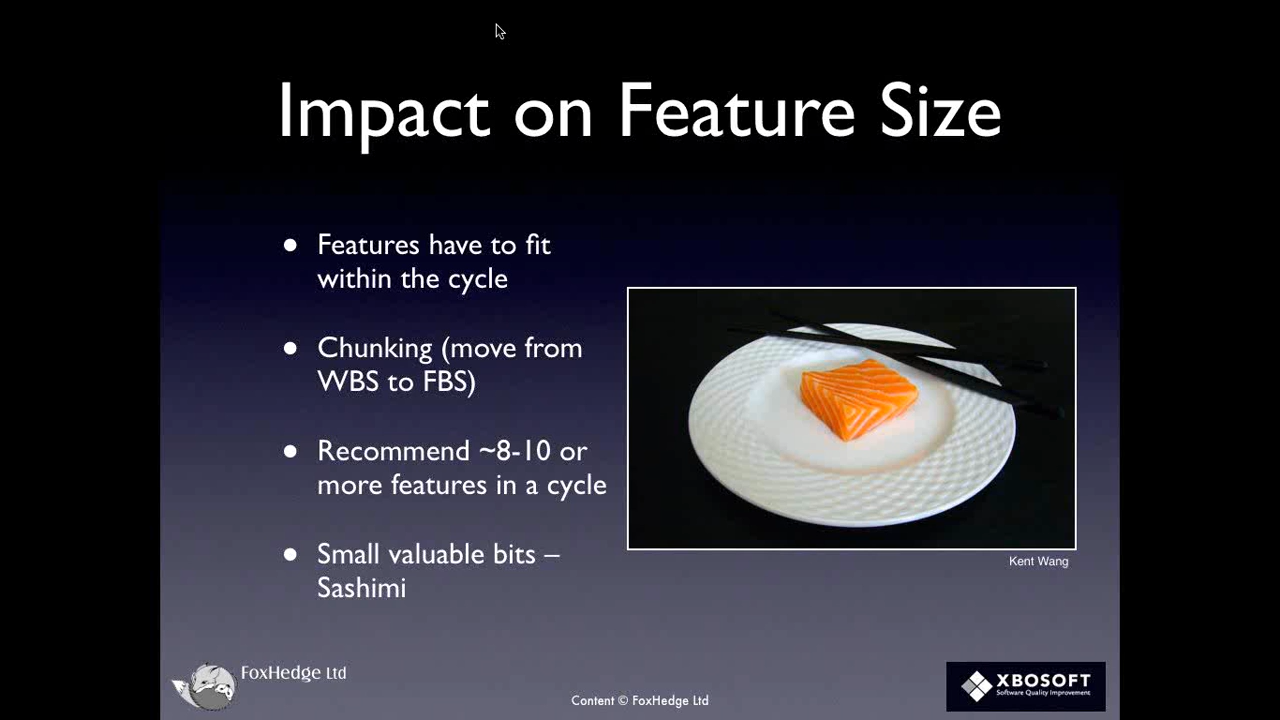 Impact on Feature Size
• Features have to fit
within the cycle
• Chunking (move from
WBS to FBS)
• Recommend ~8-10 or
more features in a cycle
• Small valuable bits –
Sashimi
Kent Wang
FoxHedge Ltd
Content © FoxHedge Ltd
XBOSOFT
Software Quality Improvement